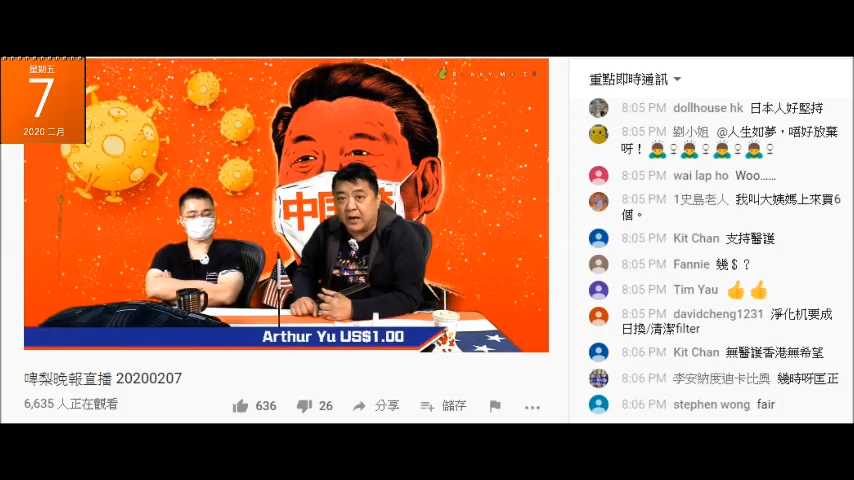 星期五
7
2020 二月
中国
Arthur Yu US$1.00
啤梨晚報直播 20200207
6,635 人正在觀看
636
26
分享
儲存
重點即時通訊
8:05 PM dollhouse hk 日本人好堅持
8:05 PM 劉小姐 @人生如夢，唔好放棄
呀！
8:05 PM wai lap ho Woo……
8:05 PM 1史島老人 我叫大姨媽上來買6
個。
8:05 PM Kit Chan 支持醫護
8:05 PM Fannie 幾$？
8:05 PM Tim Yau 👍👍
8:05 PM davidcheng1231 淨化机要成
日換/清潔filter
8:06 PM Kit Chan 無醫護香港無希望
8:06 PM 李安納度迪卡比奧 幾時呀匡正
8:06 PM stephen wong fair